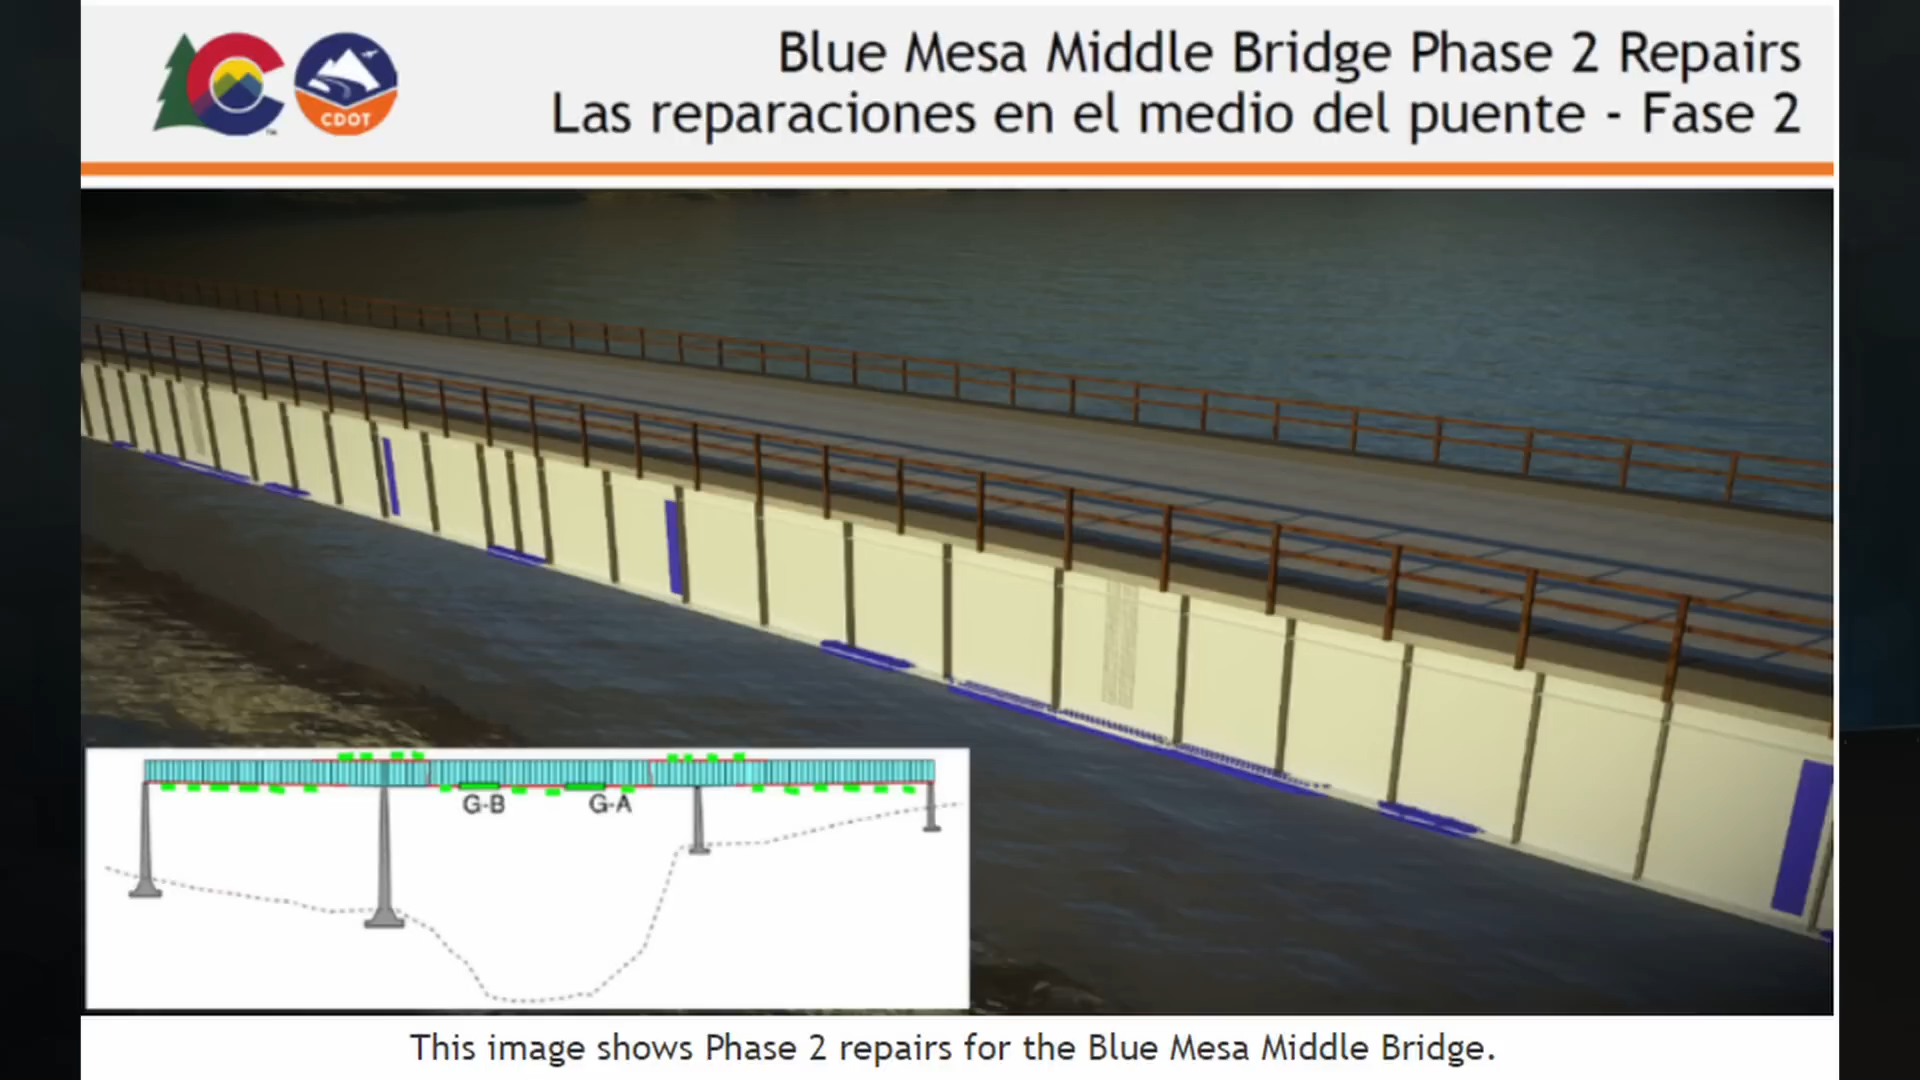 Blue Mesa Middle Bridge Phase 2 Repairs
Las reparaciones en el medio del puente - Fase 2
CDOT
G-B
G-A
This image shows Phase 2 repairs for the Blue Mesa Middle Bridge.